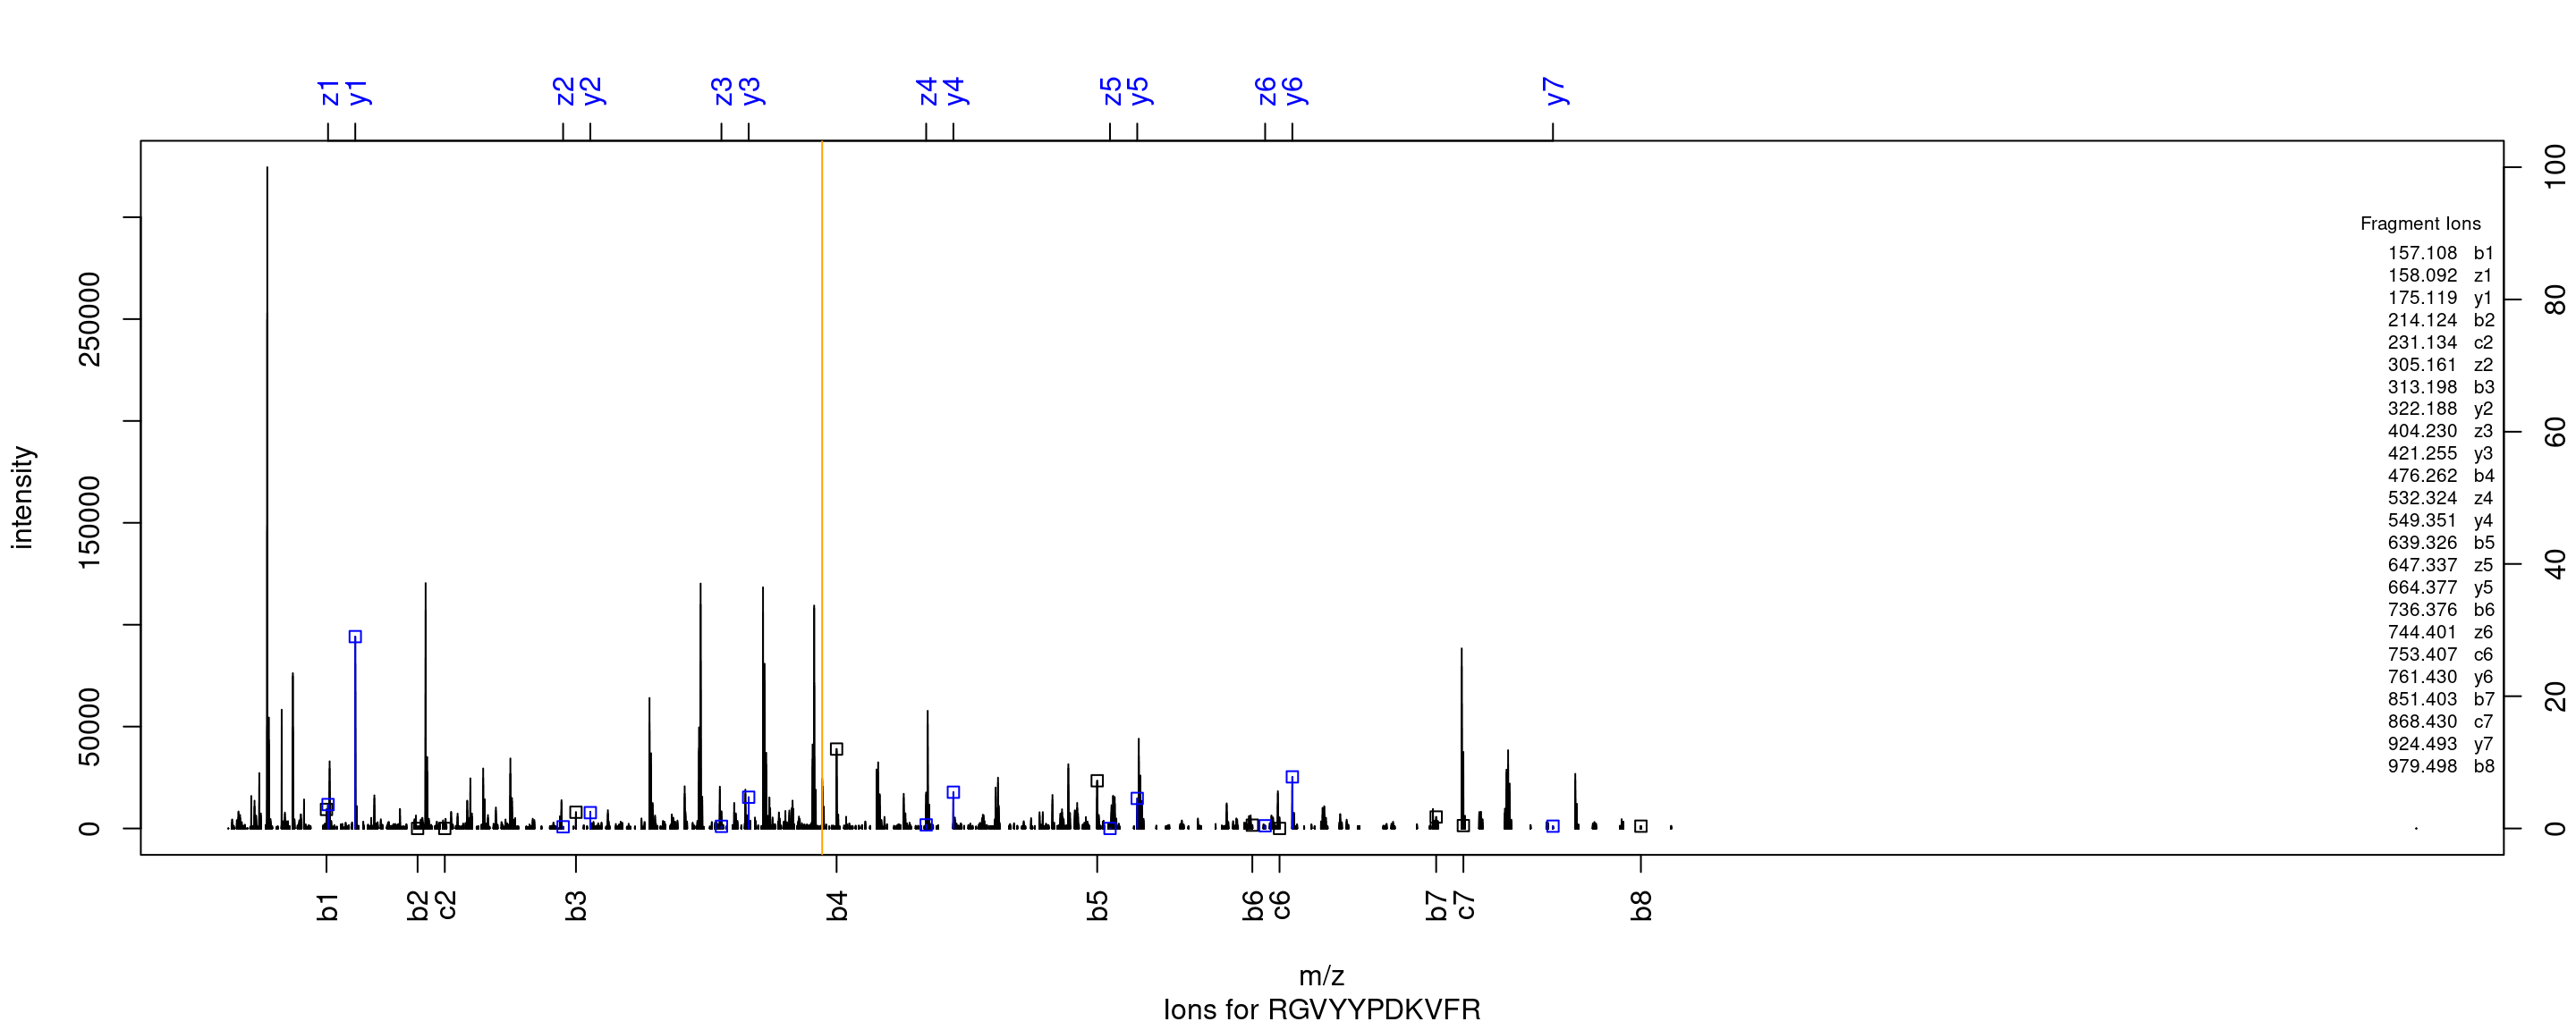 z1 y1 z2 y2 z3 y3 z4 y4 z5 y5 z6 y6 y7
intensity
0 50000 150000 250000
0 20 40 60 80 100
Fragment Ions
157.108 b1
158.092 z1
175.119 y1
214.124 b2
231.134 c2
305.161 z2
313.198 b3
322.188 y2
404.230 z3
421.255 y3
476.262 b4
532.324 z4
549.351 y4
639.326 b5
647.337 z5
664.377 y5
736.376 b6
744.401 z6
753.407 c6
761.430 y6
851.403 b7
868.430 c7
924.493 y7
979.498 b8
b1 b2 c2 b3 b4 b5 b6 c6 b7 c7 b8
m/z
Ions for RGVYYPDKVFR